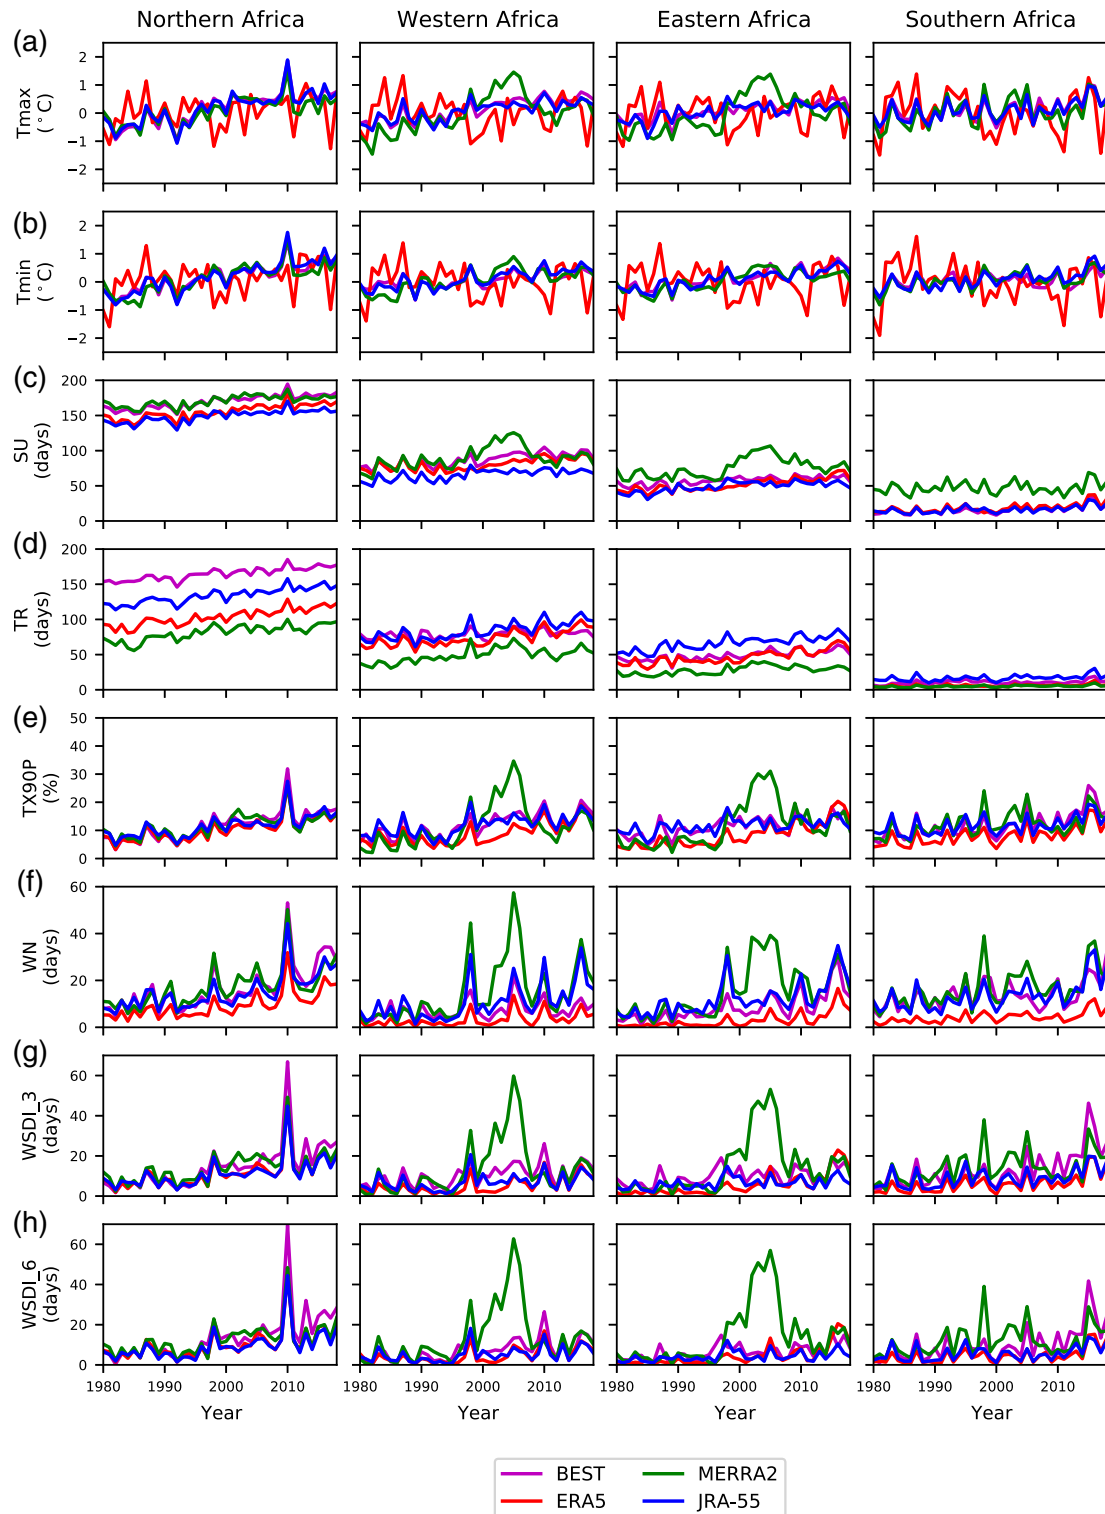 Northern Africa Western Africa Eastern Africa Southern Africa
(a)
Tmax
(°C)
2
1
0
−1
−2
(b)
Tmin
(°C)
2
1
0
−1
−2
(c)
SU
(days)
200
150
100
50
0
(d)
TR
(days)
200
150
100
50
0
(e)
TX90P
(%)
50
40
30
20
10
0
(f)
WN
(days)
60
40
20
0
(g)
WSDI_3
(days)
60
40
20
0
(h)
WSDI_6
(days)
60
40
20
0
1980 1990 2000 2010 1980 1990 2000 2010 1980 1990 2000 2010 1980 1990 2000 2010
Year Year Year Year
BEST MERRA2
ERA5 JRA-55